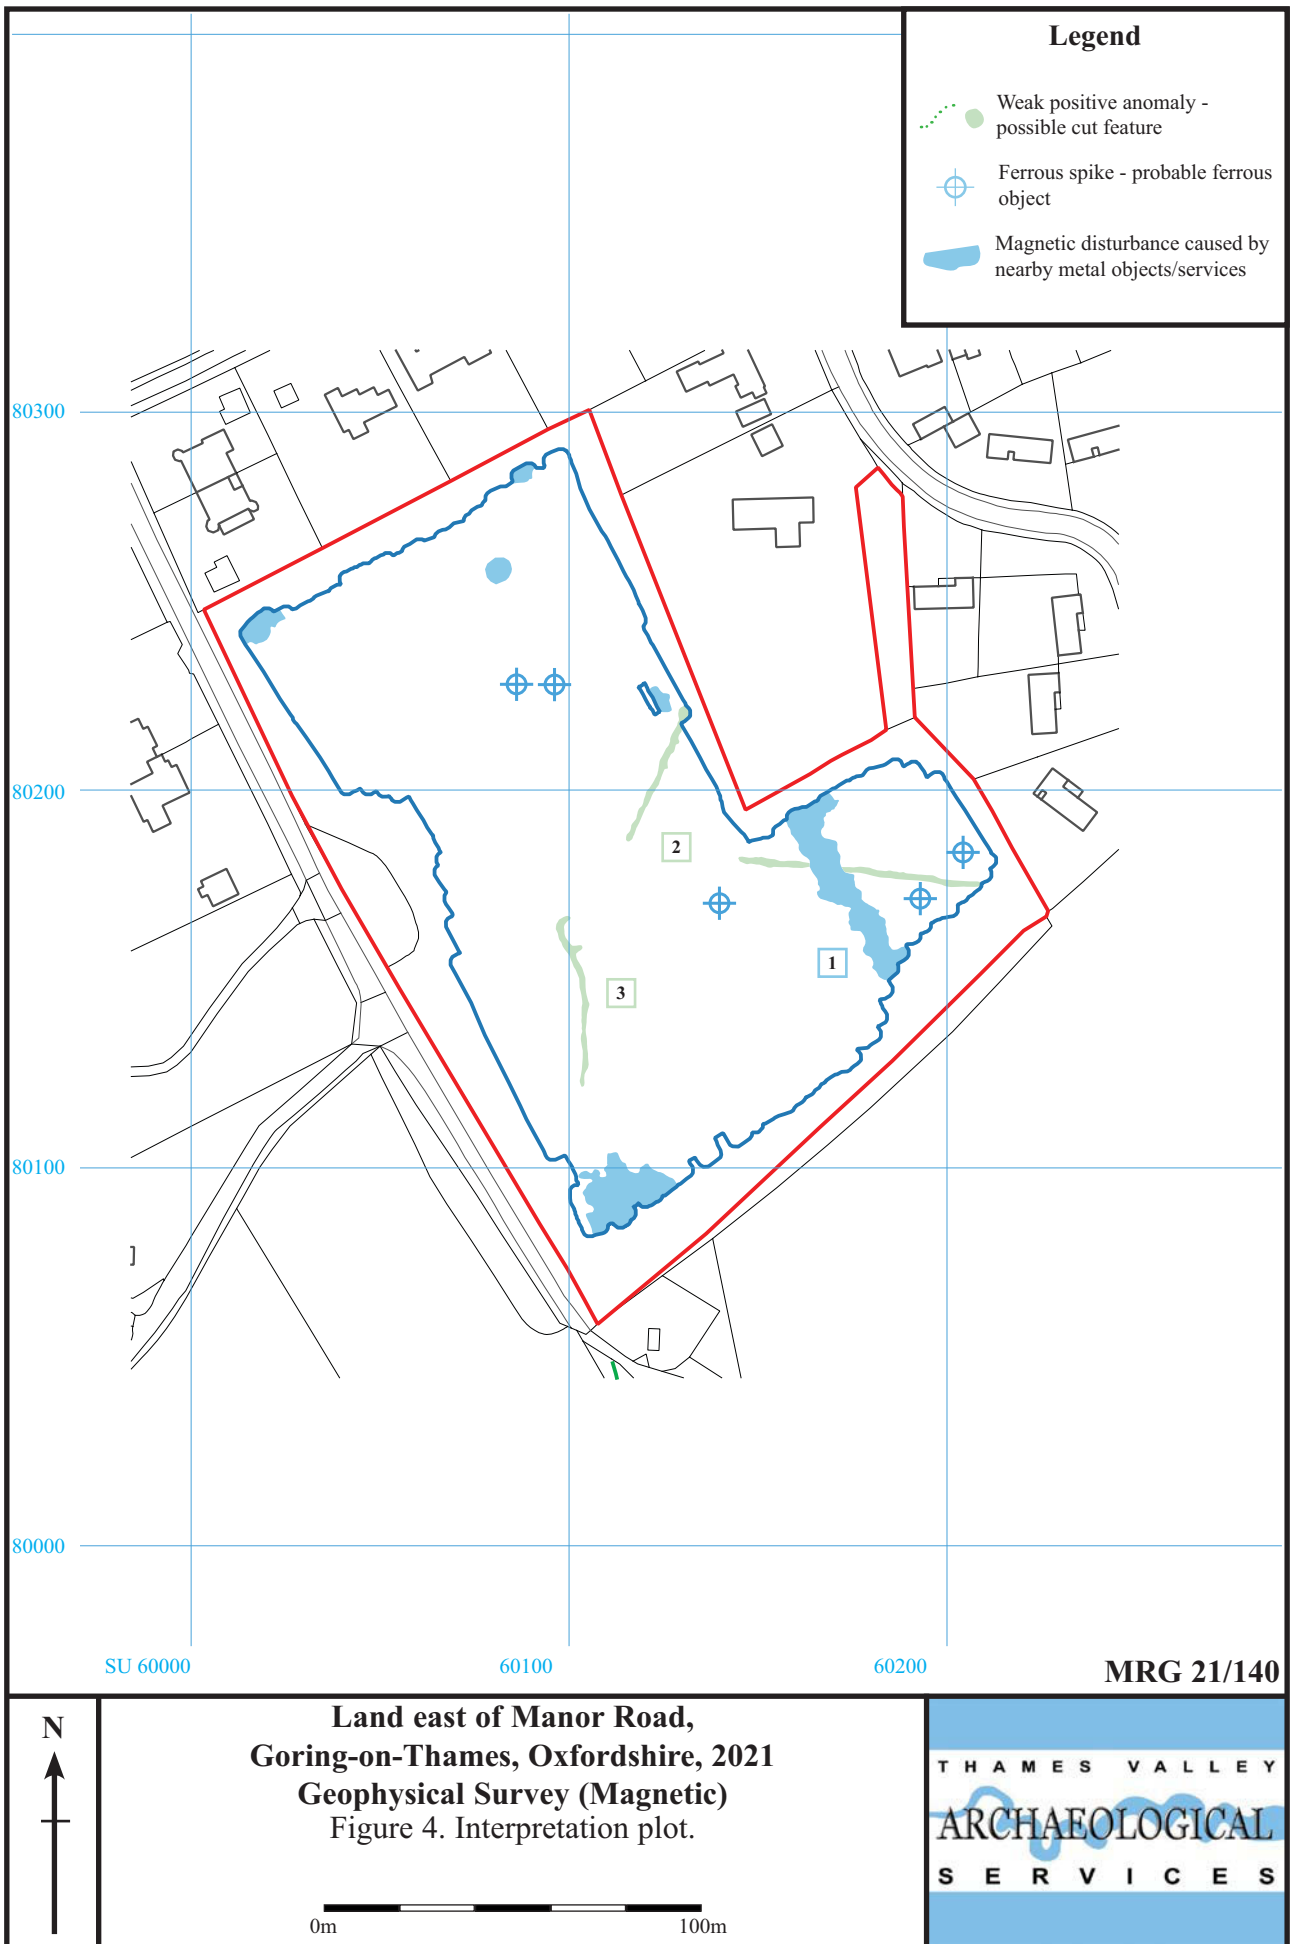 Legend
Weak positive anomaly -
possible cut feature
Ferrous spike - probable ferrous
object
Magnetic disturbance caused by
nearby metal objects/services
80300
80200
2
1
3
80100
80000
SU 60000
60100
60200
MRG 21/140
N
Land east of Manor Road,
Goring-on-Thames, Oxfordshire, 2021
Geophysical Survey (Magnetic)
Figure 4. Interpretation plot.
0m
100m
THAMES VALLEY
ARCHAEOLOGICAL
SERVICES